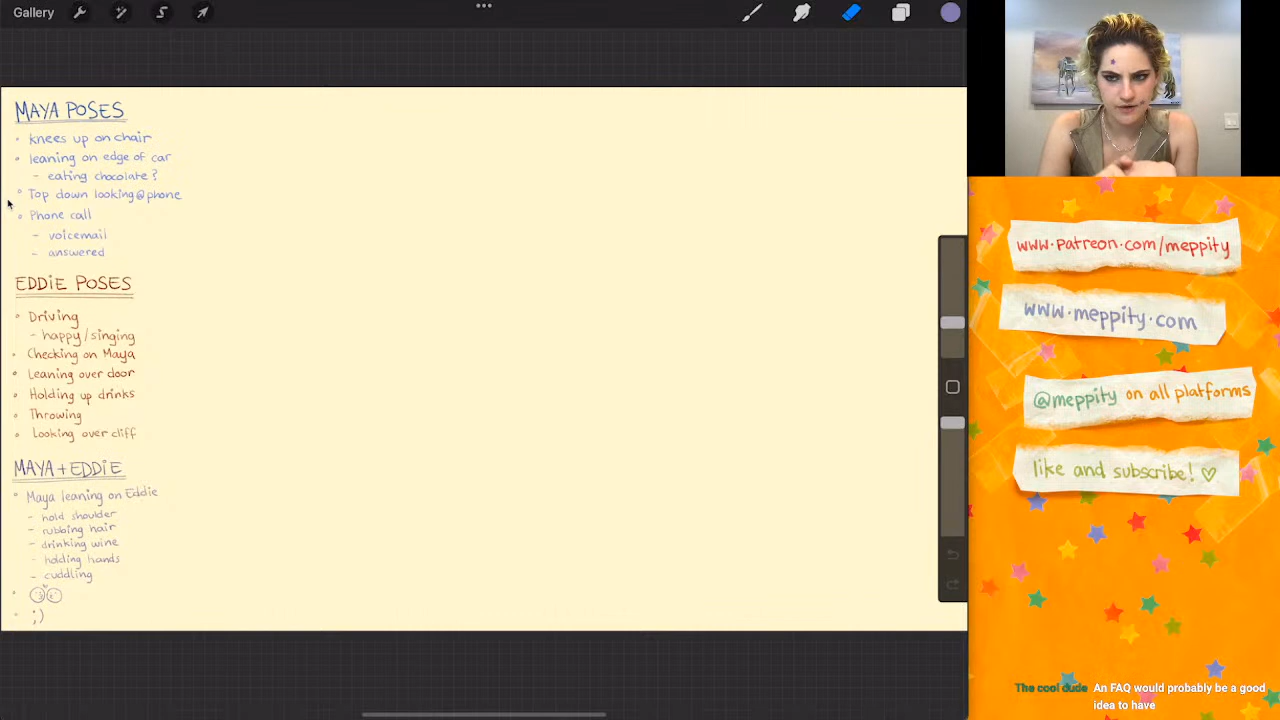 Gallery
MAYA POSES
knees up on chair
leaning on edge of car
- eating chocolate?
Top down looking@phone
Phone call
- voicemail
- answered
EDDIE POSES
Driving
- happy/singing
Checking on Maya
Leaning over door
Holding up drinks
Throwing
Looking over cliff
MAYA + EDDIE
Maya leaning on Eddie
- hold shoulder
- rubbing hair
- drinking wine
- holding hands
- cuddling
;)
www.patreon.com/meppity
www.meppity.com
@meppity on all platforms
like and subscribe! ♡
The cool dude An FAQ would probably be a good
idea to have